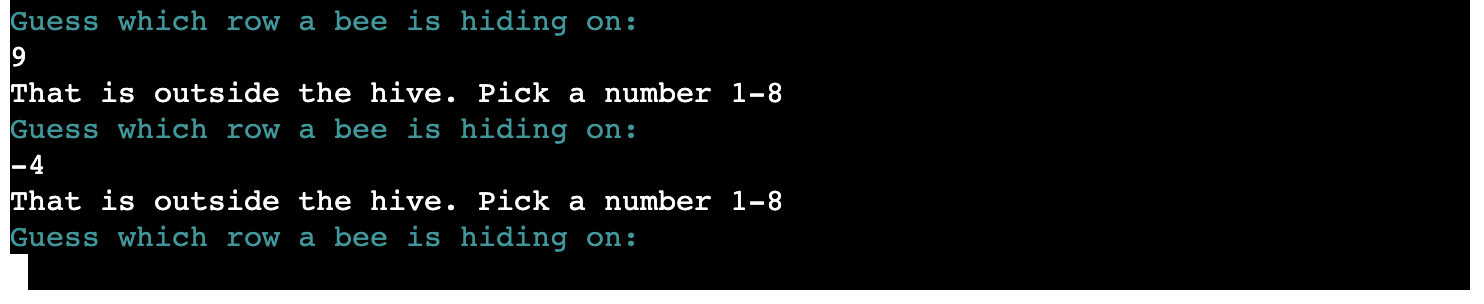 Guess which row a bee is hiding on:
9
That is outside the hive. Pick a number 1-8
Guess which row a bee is hiding on:
-4
That is outside the hive. Pick a number 1-8
Guess which row a bee is hiding on: